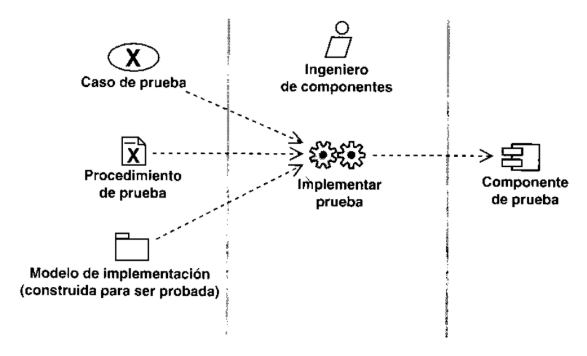 X
Caso de prueba
Ingeniero
de componentes
X
Procedimiento
de prueba
Implementar
prueba
Componente
de prueba
Modelo de implementación
(construida para ser probada)